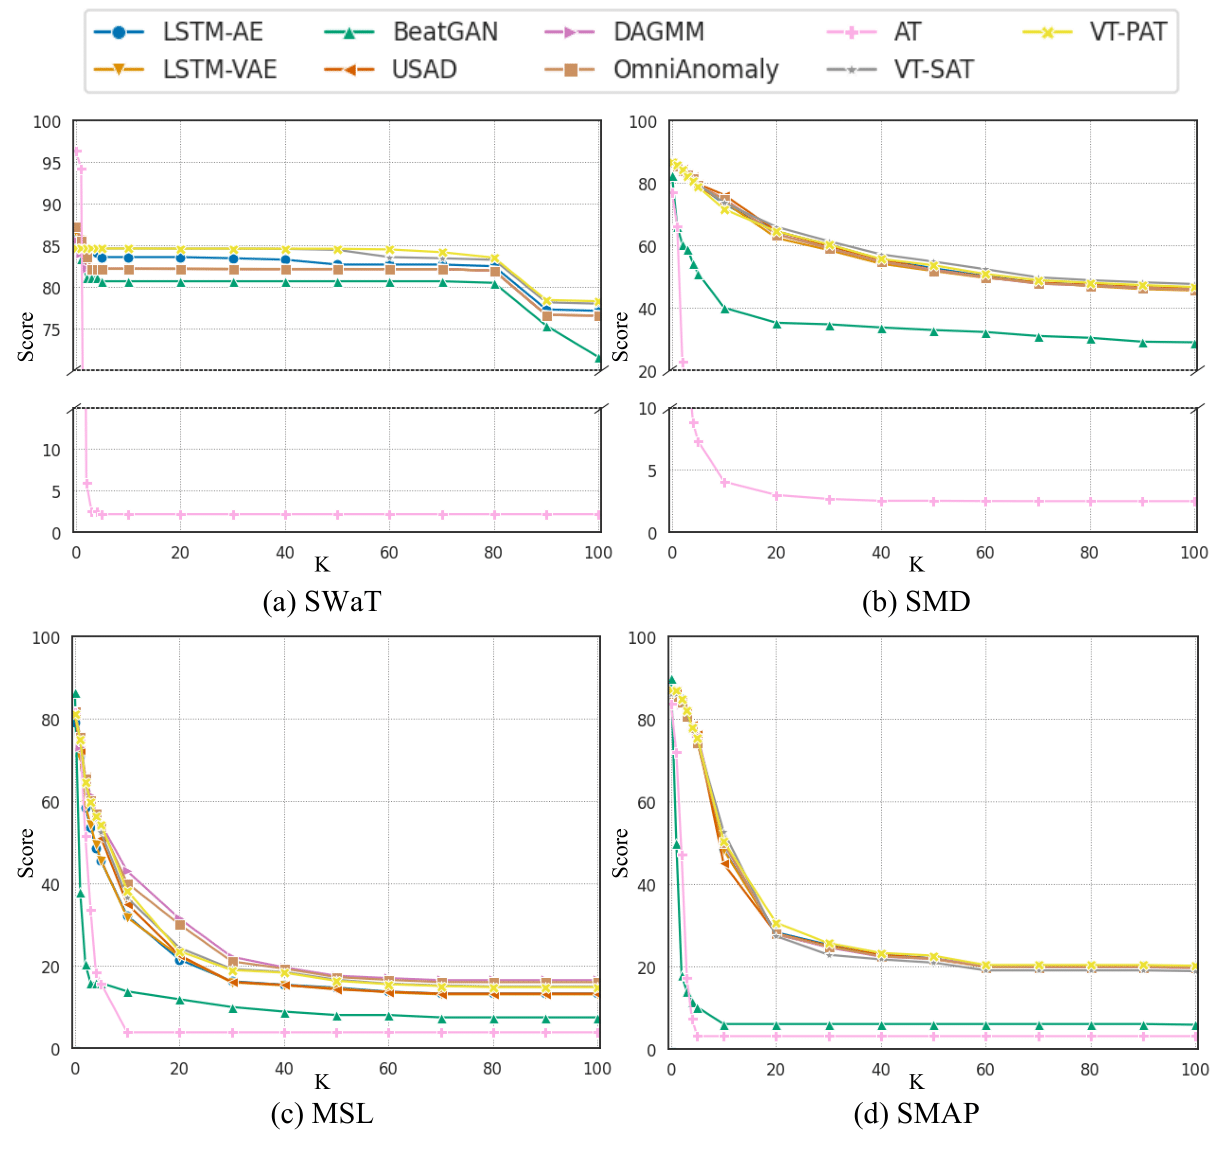 LSTM-AE BeatGAN DAGMM AT VT-PAT
LSTM-VAE USAD OmniAnomaly VT-SAT
100
95
90
85
80
75
Score
10
5
0
0 20 40 60 80 100
K
(a) SWaT
100
80
60
40
20
Score
10
5
0
0 20 40 60 80 100
K
(b) SMD
100
80
60
40
20
0
Score
0 20 40 60 80 100
K
(c) MSL
100
80
60
40
20
0
Score
0 20 40 60 80 100
K
(d) SMAP